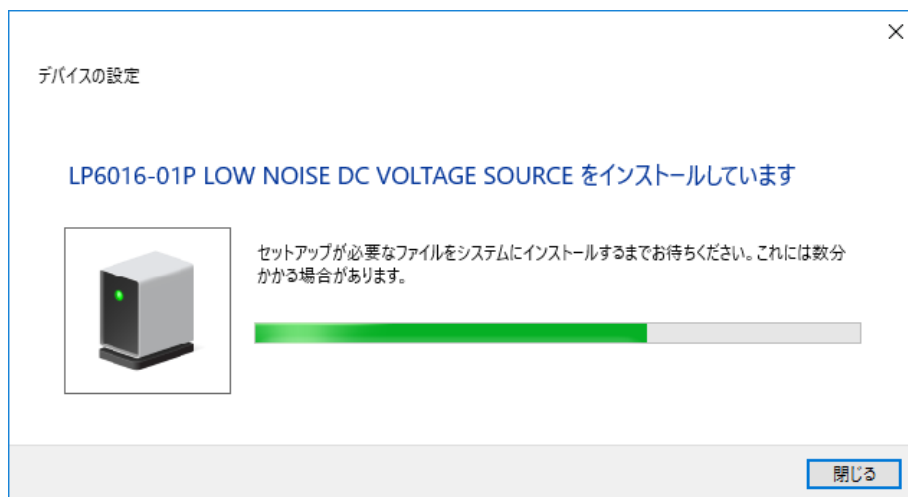 デバイスの設定
LP6016-01P LOW NOISE DC VOLTAGE SOURCE をインストールしています
セットアップが必要なファイルをシステムにインストールするまでお待ちください。これには数分
かかる場合があります。
閉じる